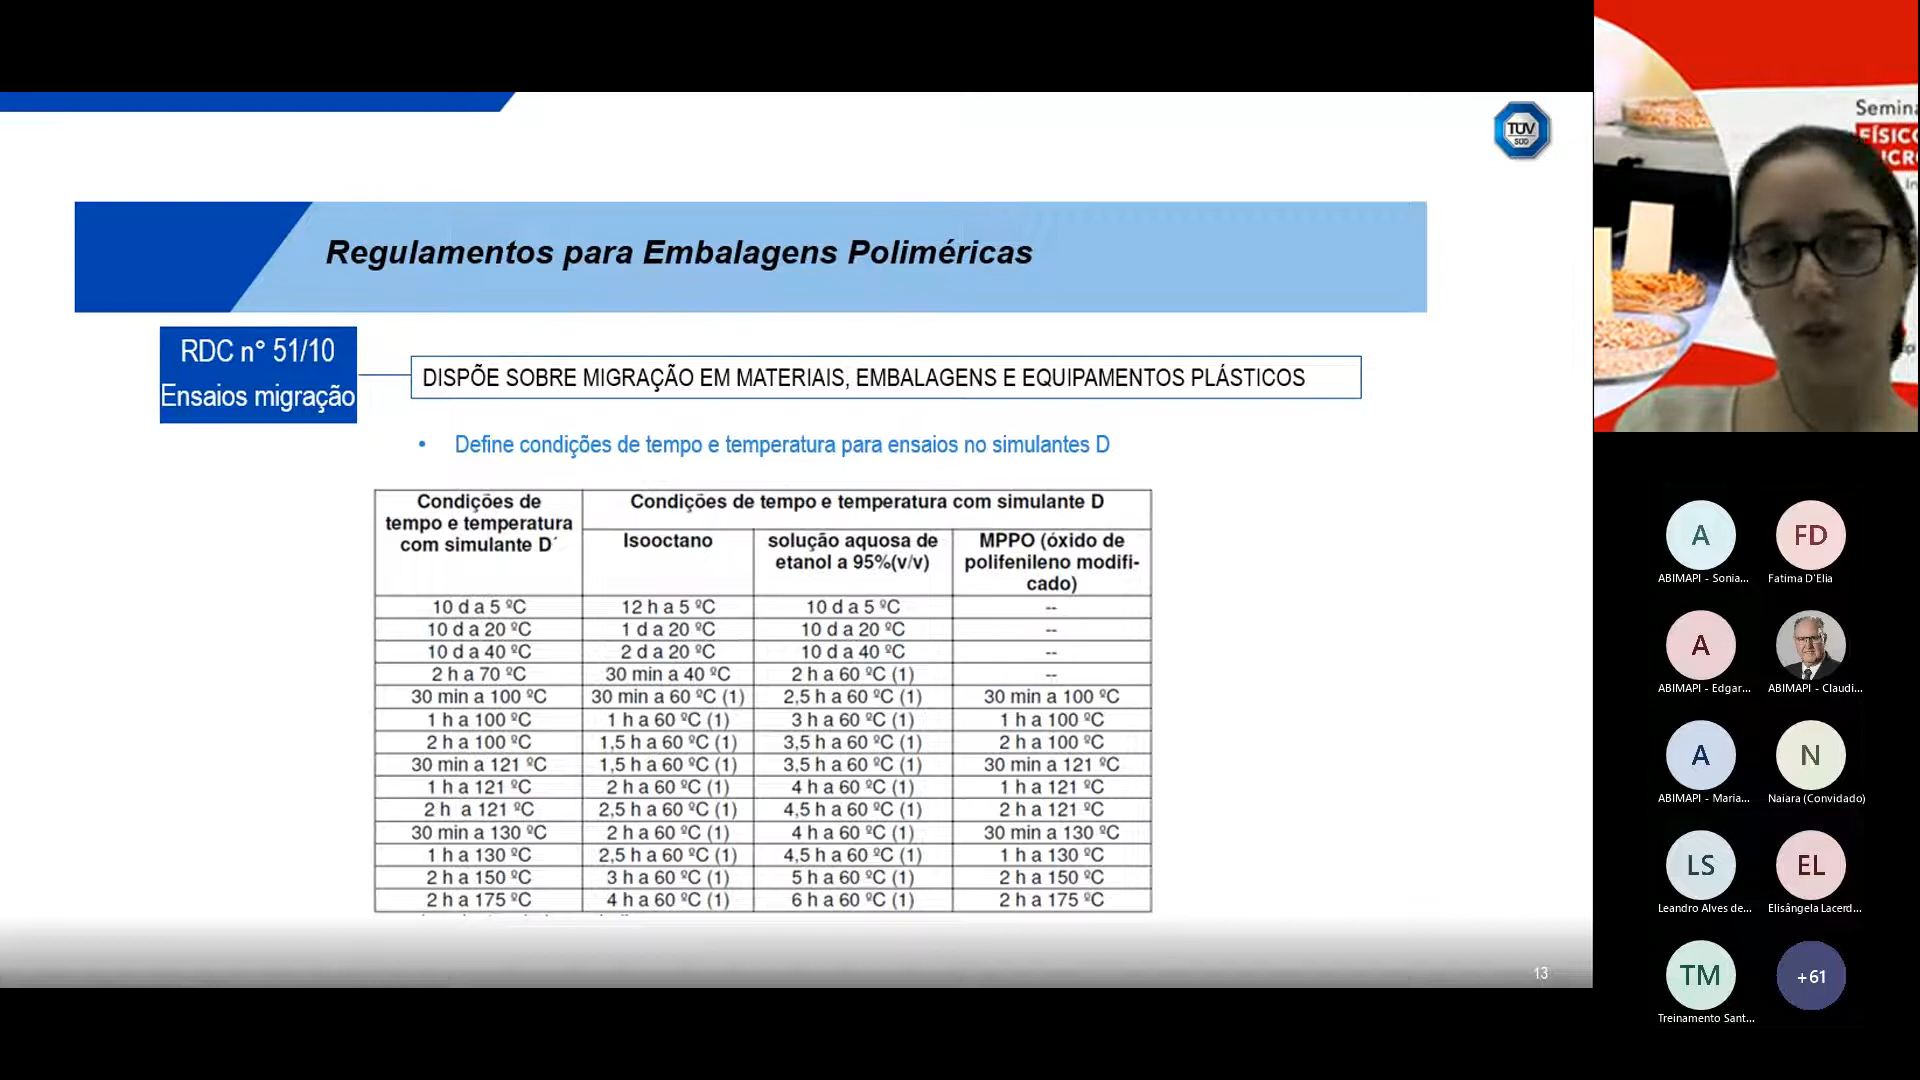 TÜV
SÜD
Regulamentos para Embalagens Poliméricas
RDC n° 51/10
Ensaios migração
DISPÕE SOBRE MIGRAÇÃO EM MATERIAIS, EMBALAGENS E EQUIPAMENTOS PLÁSTICOS
• Define condições de tempo e temperatura para ensaios no simulantes D
Condições de tempo e temperatura com simulante D´
Condições de tempo e temperatura com simulante D
Isooctano
solução aquosa de etanol a 95%(v/v)
MPPO (óxido de polifenileno modifi-cado)
10 d a 5 ºC 12 h a 5 ºC 10 d a 5 ºC --
10 d a 20 ºC 1 d a 20 ºC 10 d a 20 ºC --
10 d a 40 ºC 2 d a 20 ºC 10 d a 40 ºC --
2 h a 70 ºC 30 min a 40 ºC 2 h a 60 ºC (1) --
30 min a 100 ºC 30 min a 60 ºC (1) 2,5 h a 60 ºC (1) 30 min a 100 ºC
1 h a 100 ºC 1 h a 60 ºC (1) 3 h a 60 ºC (1) 1 h a 100 ºC
2 h a 100 ºC 1,5 h a 60 ºC (1) 3,5 h a 60 ºC (1) 2 h a 100 ºC
30 min a 121 ºC 1,5 h a 60 ºC (1) 3,5 h a 60 ºC (1) 30 min a 121 ºC
1 h a 121 ºC 2 h a 60 ºC (1) 4 h a 60 ºC (1) 1 h a 121 ºC
2 h a 121 ºC 2,5 h a 60 ºC (1) 4,5 h a 60 ºC (1) 2 h a 121 ºC
30 min a 130 ºC 2 h a 60 ºC (1) 4 h a 60 ºC (1) 30 min a 130 ºC
1 h a 130 ºC 2,5 h a 60 ºC (1) 4,5 h a 60 ºC (1) 1 h a 130 ºC
2 h a 150 ºC 3 h a 60 ºC (1) 5 h a 60 ºC (1) 2 h a 150 ºC
2 h a 175 ºC 4 h a 60 ºC (1) 6 h a 60 ºC (1) 2 h a 175 ºC
13
Semina
FÍSICO
ICR
A FD
ABIMAPI - Sonia... Fatima D'Elia
A
ABIMAPI - Edgar... ABIMAPI - Claudi...
A N
ABIMAPI - Maria... Naiara (Convidado)
LS EL
Leandro Alves de... Elisângela Lacerd...
TM +61
Treinamento Sant...